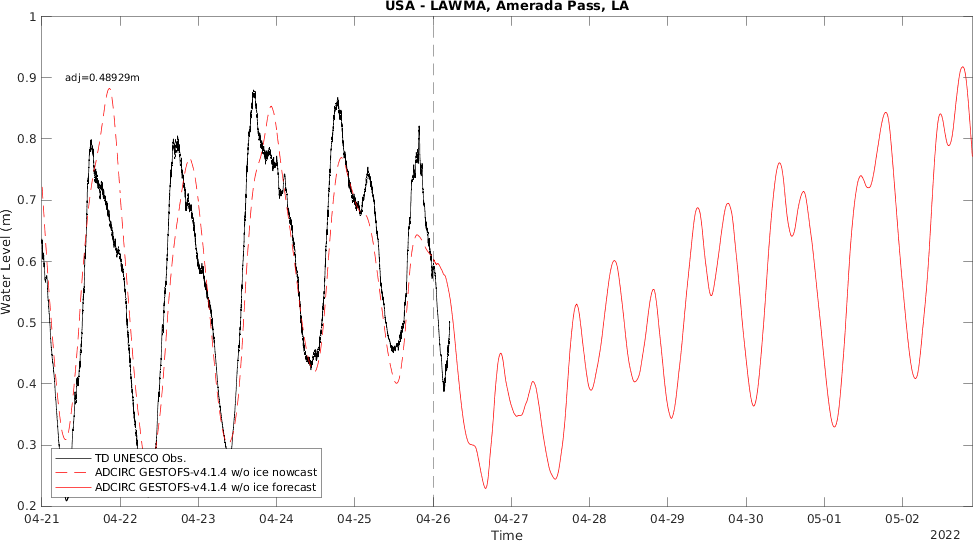 USA - LAWMA, Amerada Pass, LA
1
0.9
0.8
0.7
0.6
0.5
0.4
0.3
0.2
Water Level (m)
adj=0.48929m
TD UNESCO Obs.
ADCIRC GESTOFS-v4.1.4 w/o ice nowcast
ADCIRC GESTOFS-v4.1.4 w/o ice forecast
04-21 04-22 04-23 04-24 04-25 04-26 04-27 04-28 04-29 04-30 05-01 05-02
Time
2022